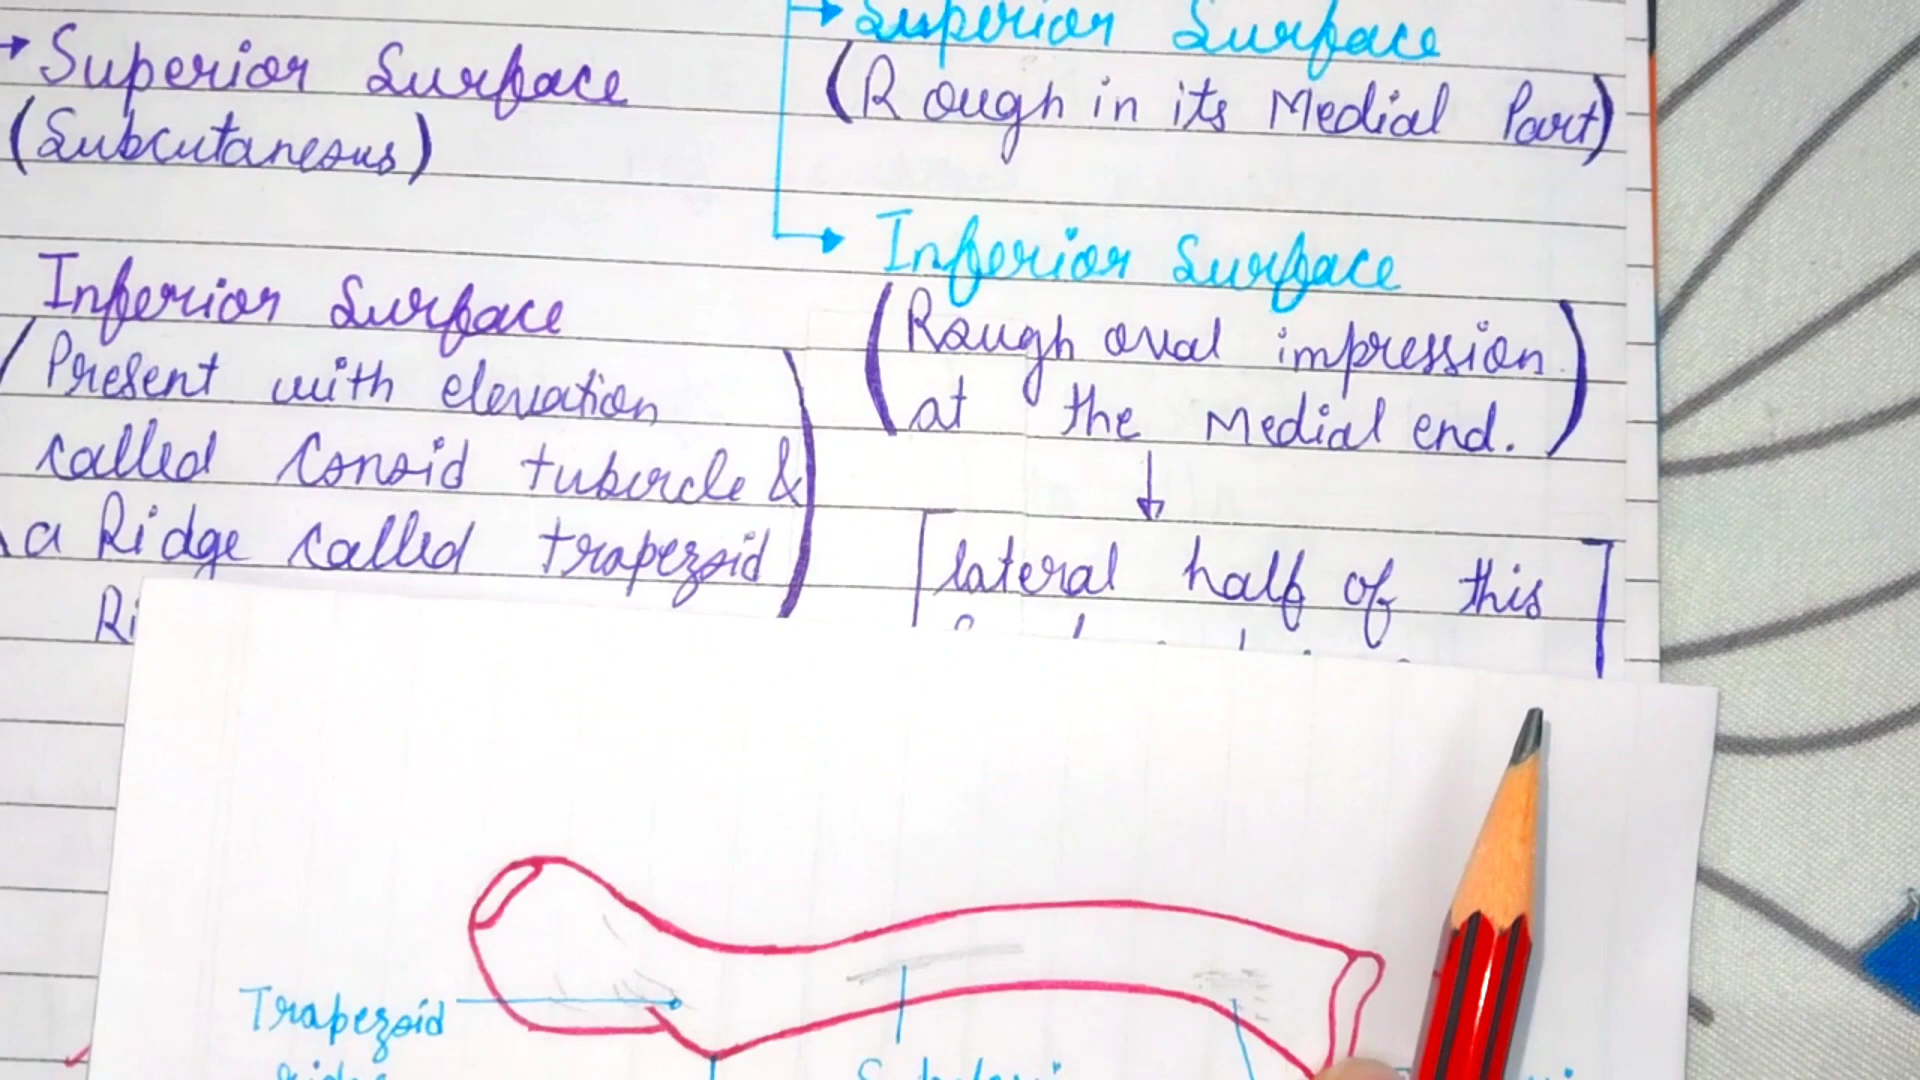 Superior Surface
(Subcutaneous)
Inferior Surface
(Present with elevation
called Conoid tubercle &
a Ridge called trapezoid
Superior Surface
(Rough in its Medial Part)
Inferior Surface
(Rough oval impression
at the Medial end.)
lateral half of this
Trapezoid